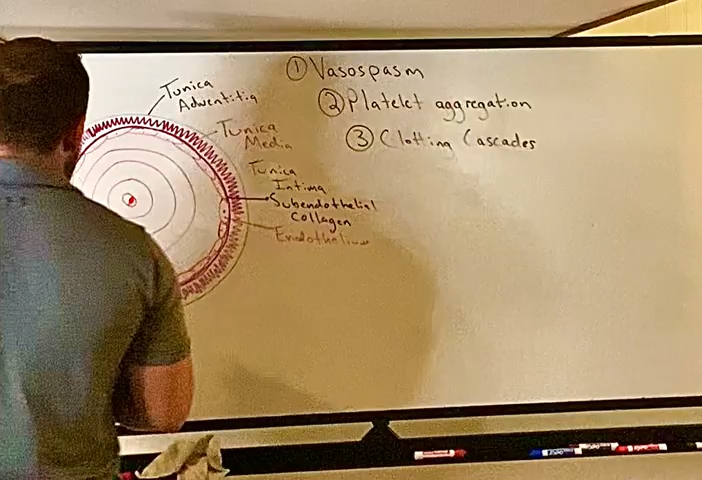 ① Vasospasm
② Platelet aggregation
③ Clotting Cascades
Tunica
Adventitia
Tunica
Media
Tunica
Intima
Subendothelial
Collagen
Endothelium